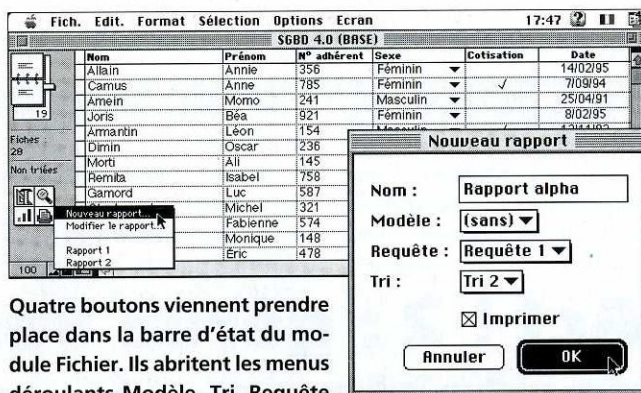 Fich. Edit. Format Sélection Options Ecran 17:47
SGBD 4.0 (BASE)
Nom Prénom Nº adhérent Sexe Cotisation Date
Allain Annie 356 Féminin 14/02/95
Camus Anne 785 Féminin √ 7/09/94
Amein Momo 241 Masculin 25/04/91
Joris Béa 921 Féminin 8/02/95
Armantin Léon 154
Dimin Oscar 236
Morti Ali 145
Remita Isabel 758
Gamord Luc 587
Michel 321
Fabienne 574
Monique 148
Éric 478
19
Fiches :
28
Non triées
Nouveau rapport...
Modifier le rapport...
Rapport 1
Rapport 2
100
Nouveau rapport
Nom : Rapport alpha
Modèle : (sans)
Requête : Requête 1
Tri : Tri 2
Imprimer
Annuler OK
Quatre boutons viennent prendre
place dans la barre d'état du mo-
dule Fichier. Ils abritent les menus
déroulants Modèle, Tri, Requête